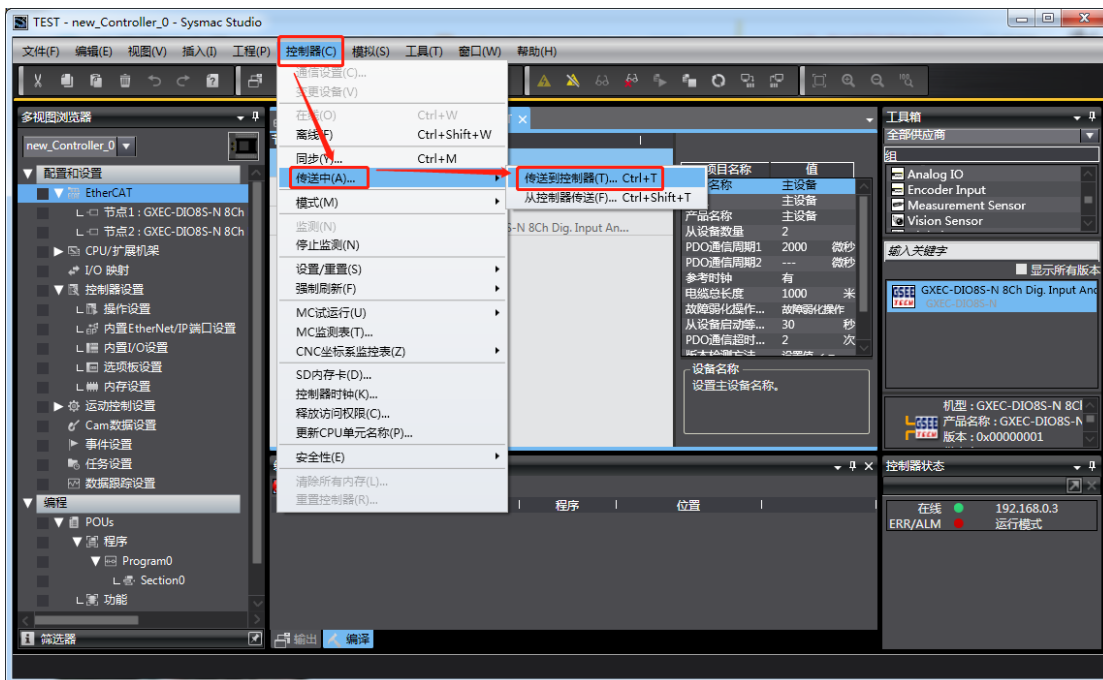 TEST - new_Controller_0 - Sysmac Studio
文件(F) 编辑(E) 视图(V) 插入(I) 工程(P) 控制器(C) 模拟(S) 工具(T) 窗口(W) 帮助(H)
多视图浏览器
new_Controller_0
配置和设置
EtherCAT
节点1 : GXEC-DIO8S-N 8Ch
节点2 : GXEC-DIO8S-N 8Ch
CPU/扩展机架
I/O 映射
控制器设置
操作设置
内置EtherNet/IP端口设置
内置I/O设置
选项板设置
内存设置
运动控制设置
Cam数据设置
事件设置
任务设置
数据跟踪设置
编程
POUs
程序
Program0
Section0
功能
筛选器
通信设置(C)...
变更设备(V)
在线(O) Ctrl+W
离线(F) Ctrl+Shift+W
同步(Y)... Ctrl+M
传送中(A)...
模式(M)
监测(N)
停止监测(N)
设置/重置(S)
强制刷新(F)
MC试运行(U)
MC监测表(T)...
CNC坐标系监控表(Z)
SD内存卡(D)...
控制器时钟(K)...
释放访问权限(C)...
更新CPU单元名称(P)...
安全性(E)
清除所有内存(L)...
重置控制器(R)...
传送到控制器(T)... Ctrl+T
从控制器传送(F)... Ctrl+Shift+T
S-N 8Ch Dig. Input An...
项目名称 值
名称 主设备
主设备
产品名称 主设备
从设备数量 2
PDO通信周期1 2000 微秒
PDO通信周期2 --- 微秒
参考时钟 有
电缆总长度 1000 米
故障弱化操作... 故障弱化操作
从设备启动等... 30 秒
PDO通信超时... 2 次
设备名称
设置主设备名称。
程序 位置
输出 编译
工具箱
全部供应商
组
Analog IO
Encoder Input
Measurement Sensor
Vision Sensor
输入关键字
显示所有版本
GXEC-DIO8S-N 8Ch Dig. Input And
GXEC-DIO8S-N
机型 : GXEC-DIO8S-N 8Cl
产品名称 : GXEC-DIO8S-N
版本 : 0x00000001
控制器状态
在线 192.168.0.3
ERR/ALM 运行模式